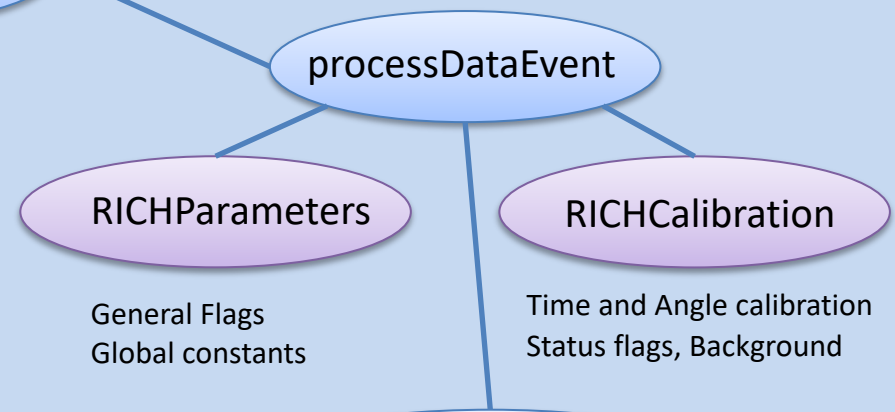 processDataEvent
RICHParameters
RICHCalibration
General Flags
Global constants
Time and Angle calibration
Status flags, Background